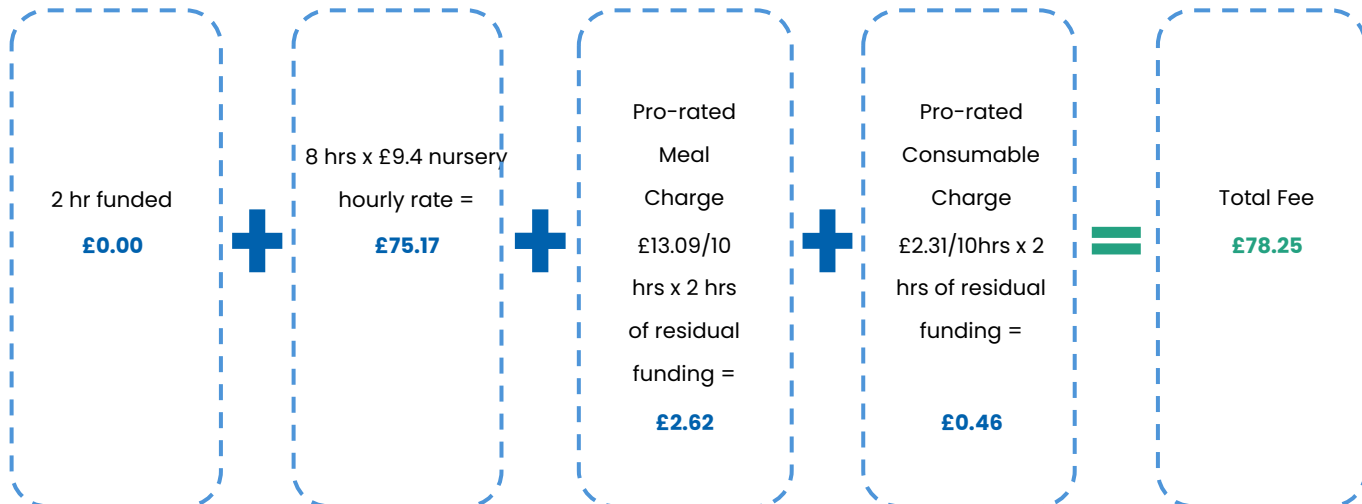 2 hr funded
£0.00
8 hrs x £9.4 nursery
hourly rate =
£75.17
Pro-rated
Meal
Charge
£13.09/10
hrs x 2 hrs
of residual
funding =
£2.62
Pro-rated
Consumable
Charge
£2.31/10hrs x 2
hrs of residual
funding =
£0.46
Total Fee
£78.25